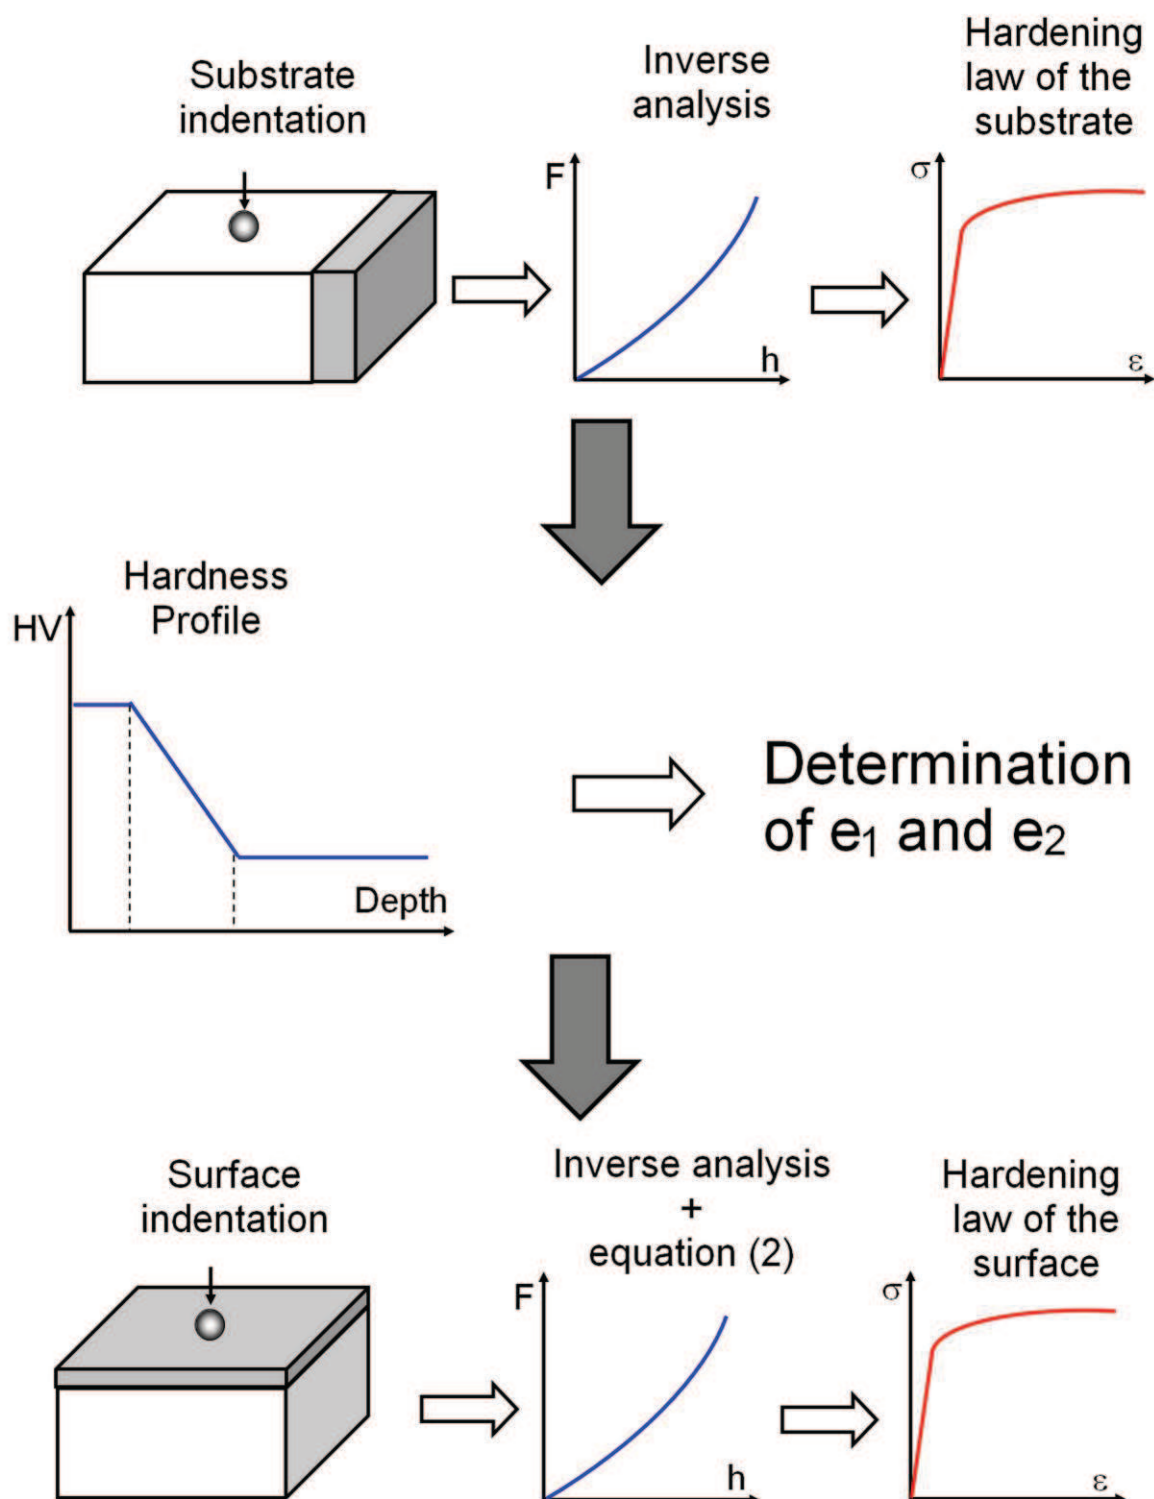 Substrate
indentation
Inverse
analysis
Hardening
law of the
substrate
F
h
σ
ε
Hardness
Profile
HV
Depth
Determination
of e₁ and e₂
Surface
indentation
Inverse analysis
+
equation (2)
Hardening
law of the
surface
F
h
σ
ε